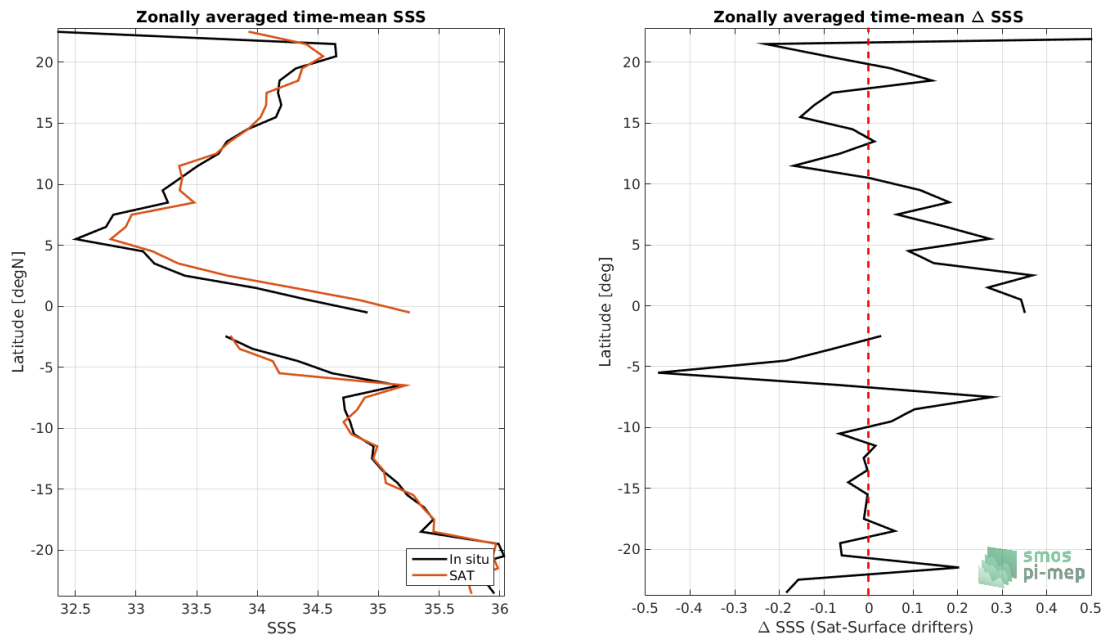 Zonally averaged time-mean SSS
20
15
10
5
0
-5
-10
-15
-20
Latitude [degN]
32.5 33 33.5 34 34.5 35 35.5 36
SSS
In situ
SAT
Zonally averaged time-mean Δ SSS
20
15
10
5
0
-5
-10
-15
-20
Latitude [deg]
-0.5 -0.4 -0.3 -0.2 -0.1 0 0.1 0.2 0.3 0.4 0.5
Δ SSS (Sat-Surface drifters)
smos
pi-mep